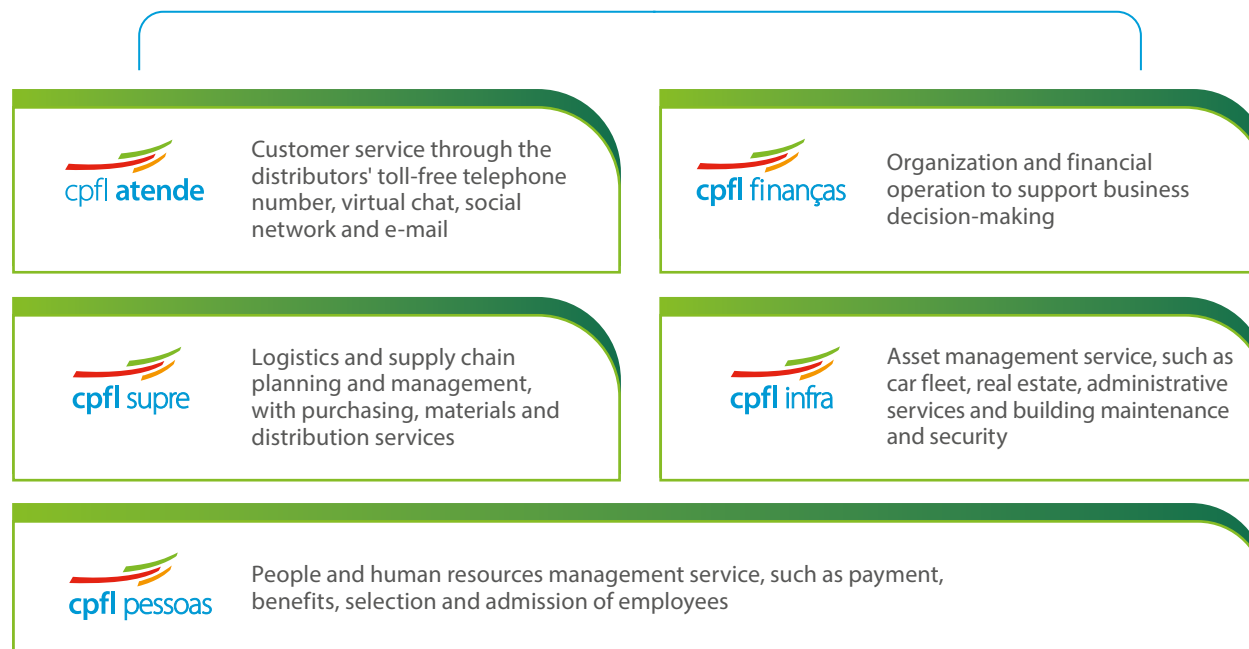 cpfl atende
Customer service through the
distributors' toll-free telephone
number, virtual chat, social
network and e-mail
cpfl finanças
Organization and financial
operation to support business
decision-making
cpfl supre
Logistics and supply chain
planning and management,
with purchasing, materials and
distribution services
cpfl infra
Asset management service, such as
car fleet, real estate, administrative
services and building maintenance
and security
cpfl pessoas
People and human resources management service, such as payment,
benefits, selection and admission of employees